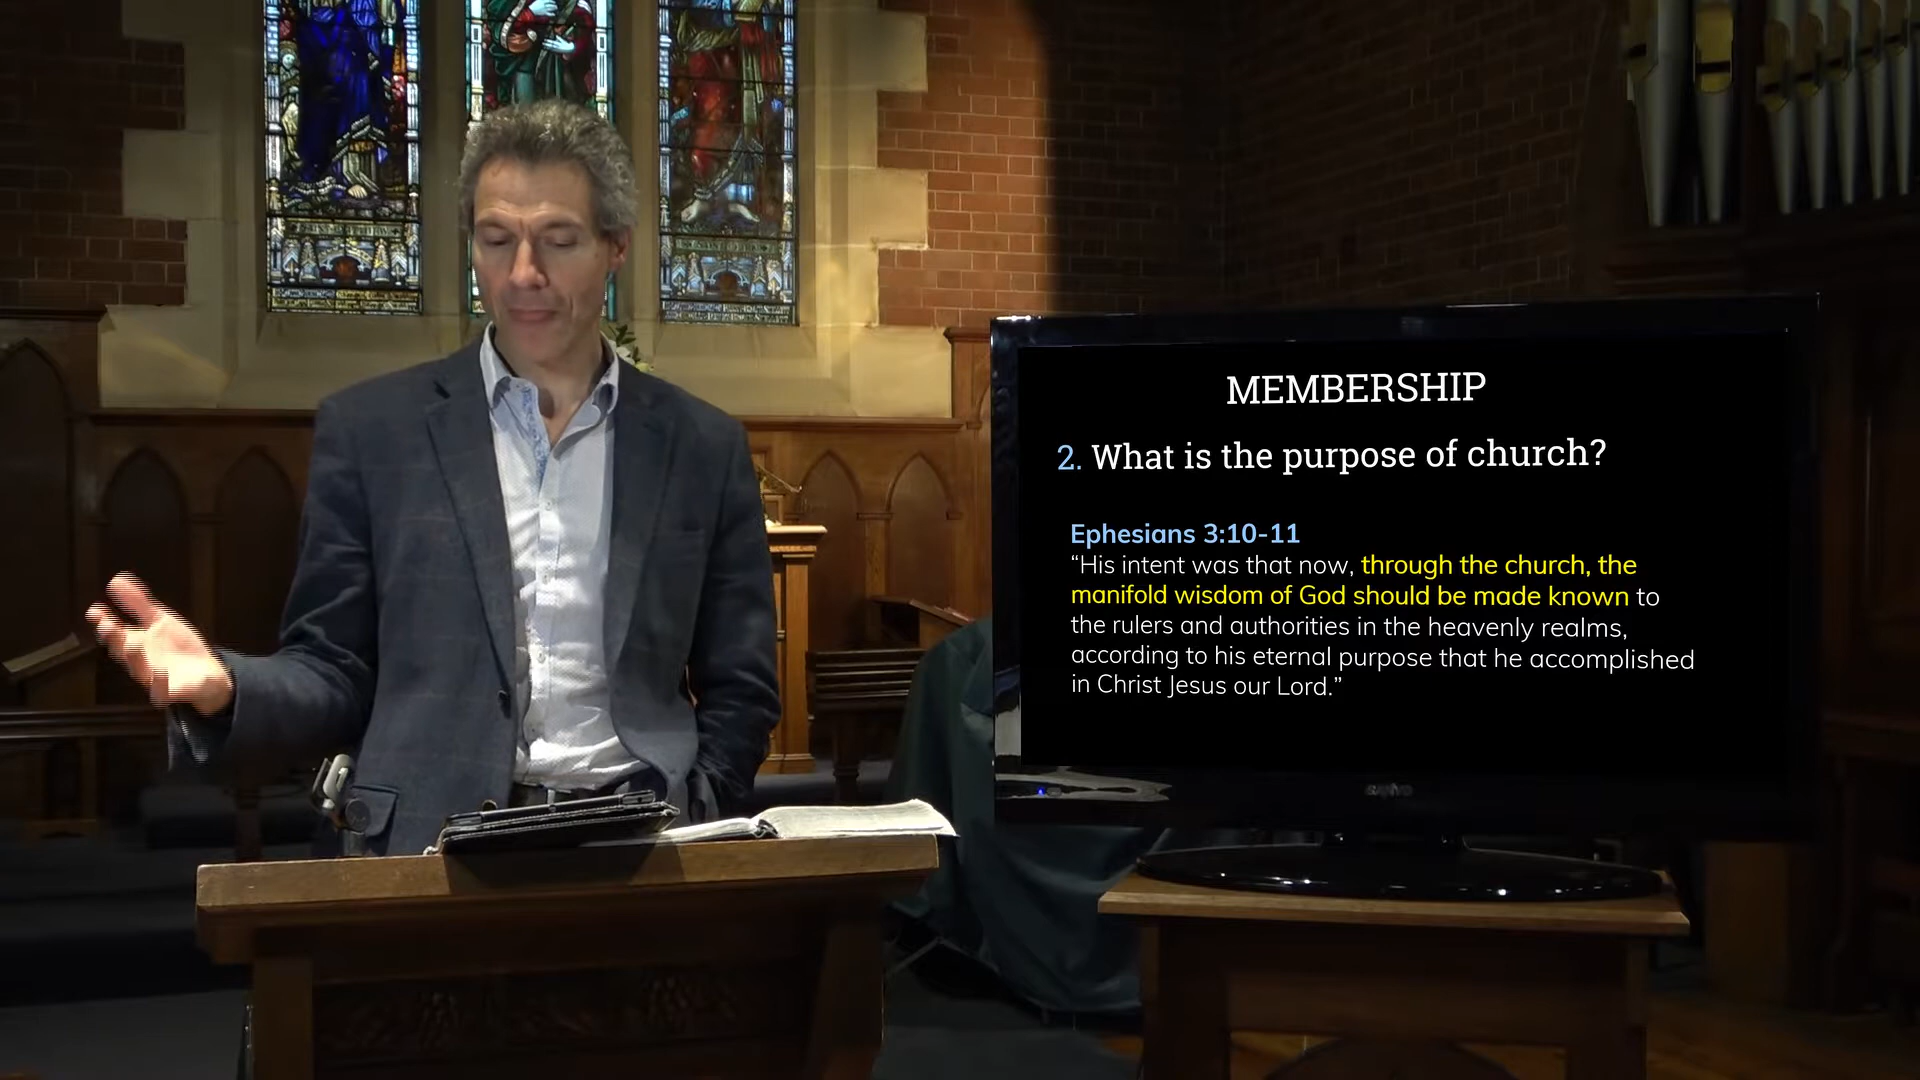 MEMBERSHIP
2. What is the purpose of church?
Ephesians 3:10-11
“His intent was that now, through the church, the
manifold wisdom of God should be made known to
the rulers and authorities in the heavenly realms,
according to his eternal purpose that he accomplished
in Christ Jesus our Lord.”